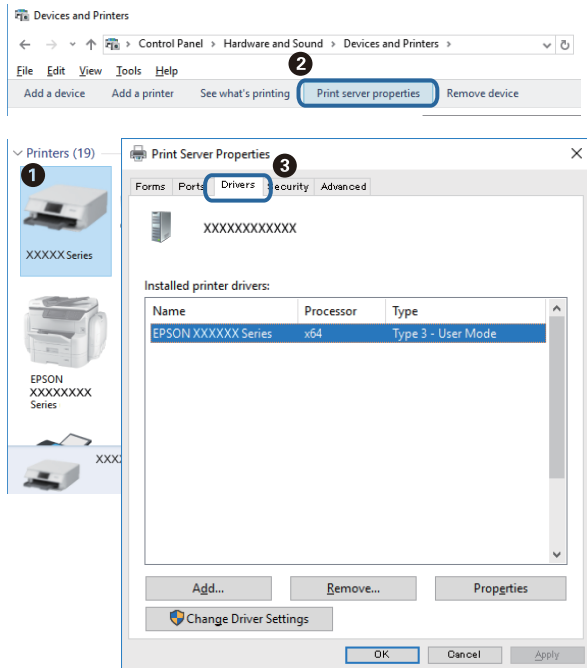 Devices and Printers
Control Panel > Hardware and Sound > Devices and Printers >
File Edit View Tools Help
2
Add a device Add a printer See what's printing Print server properties Remove device
Printers (19)
1
XXXXX Series
EPSON
XXXXXXXX
Series
XXX
Print Server Properties
3
Forms Ports Drivers Security Advanced
XXXXXXXXXXXX
Installed printer drivers:
Name Processor Type
EPSON XXXXXX Series x64 Type 3 - User Mode
Add... Remove... Properties
Change Driver Settings
OK Cancel Apply